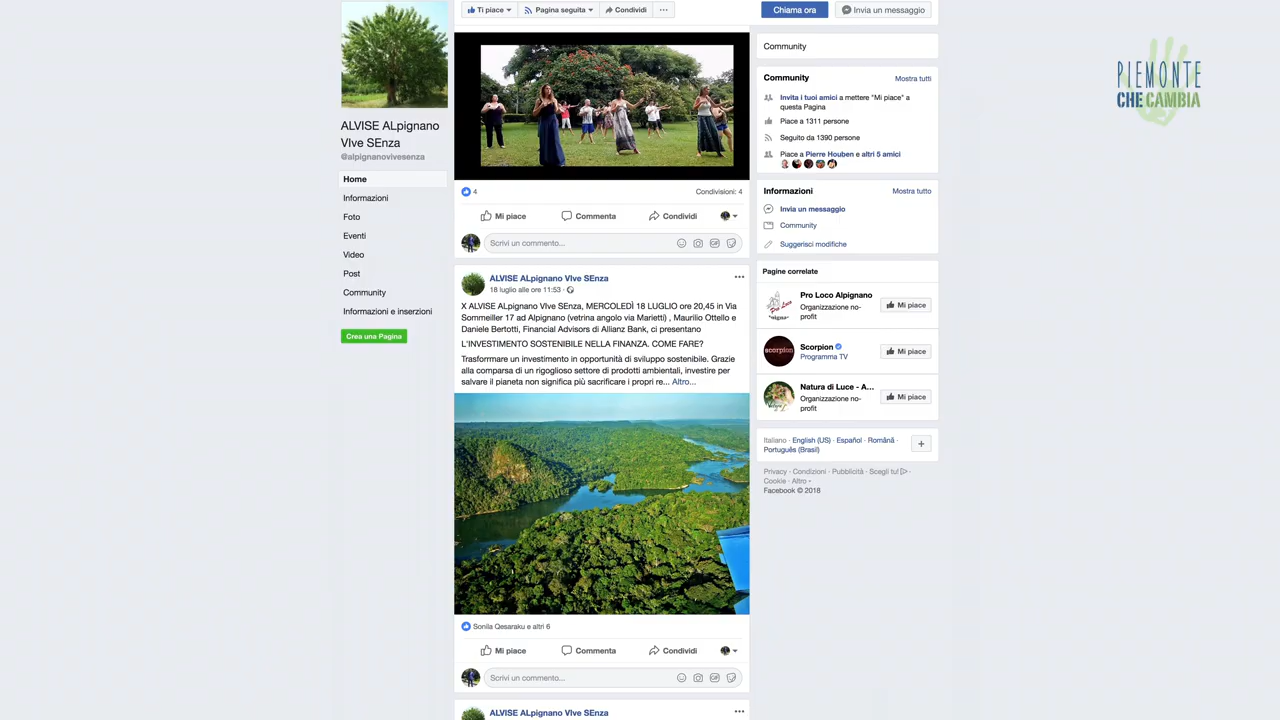 Ti piace
Pagina seguita
Condividi
Chiama ora
Invia un messaggio
ALVISE ALpignano
VIve SEnza
@alpignanovivesenza
Home
Informazioni
Foto
Eventi
Video
Post
Community
Informazioni e inserzioni
Crea una Pagina
4
Condivisioni: 4
Mi piace
Commenta
Condividi
Scrivi un commento...
ALVISE ALpignano VIve SEnza
18 luglio alle ore 11:53 ·
X ALVISE ALpignano VIve SEnza, MERCOLEDÌ 18 LUGLIO ore 20,45 in Via
Sommeiller 17 ad Alpignano (vetrina angolo via Marietti) , Maurilio Ottello e
Daniele Bertotti, Financial Advisors di Allianz Bank, ci presentano
L'INVESTIMENTO SOSTENIBILE NELLA FINANZA. COME FARE?
Trasformare un investimento in opportunità di sviluppo sostenibile. Grazie
alla comparsa di un rigoglioso settore di prodotti ambientali, investire per
salvare il pianeta non significa più sacrificare i propri re... Altro...
Sonila Qesaraku e altri 6
Mi piace
Commenta
Condividi
Scrivi un commento...
ALVISE ALpignano VIve SEnza
Community
Community
Mostra tutti
Invita i tuoi amici a mettere "Mi piace" a
questa Pagina
Piace a 1311 persone
Seguito da 1390 persone
Piace a Pierre Houben e altri 5 amici
Informazioni
Mostra tutto
Invia un messaggio
Community
Suggerisci modifiche
Pagine correlate
Pro Loco Alpignano
Organizzazione no-
profit
Mi piace
scorpion
Scorpion
Programma TV
Mi piace
Natura di Luce - A...
Organizzazione no-
profit
Mi piace
Italiano · English (US) · Español · Română ·
Português (Brasil)
Privacy · Condizioni · Pubblicità · Scegli tu! ·
Cookie · Altro
Facebook © 2018
PIEMONTE
CHE CAMBIA